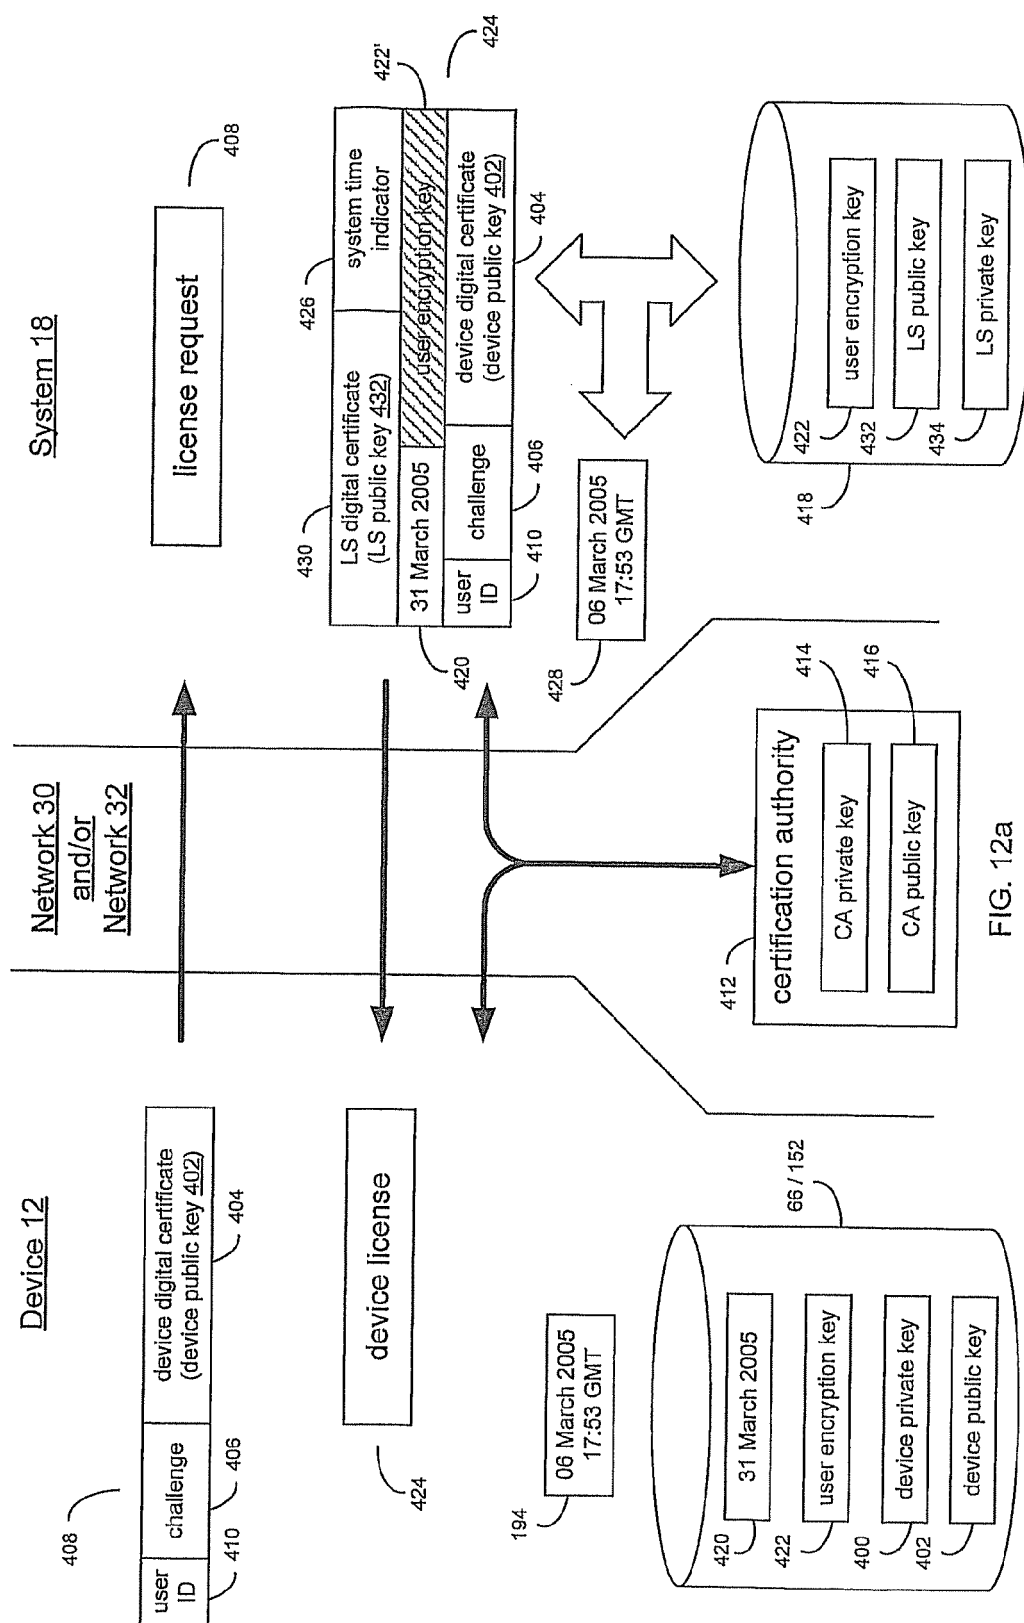 Device 12
Network 30
and/or
Network 32
System 18
408
user
ID
challenge
device digital certificate
(device public key 402)
410
406
404
license request
408
device license
424
430
426
422'
424
LS digital certificate
(LS public key 432)
system time
indicator
31 March 2005
user encryption key
user
ID
challenge
device digital certificate
(device public key 402)
420
410
406
404
194
06 March 2005
17:53 GMT
428
06 March 2005
17:53 GMT
66 / 152
420
31 March 2005
422
user encryption key
400
device private key
402
device public key
412
certification authority
CA private key
414
CA public key
416
418
422
user encryption key
432
LS public key
434
LS private key
FIG. 12a